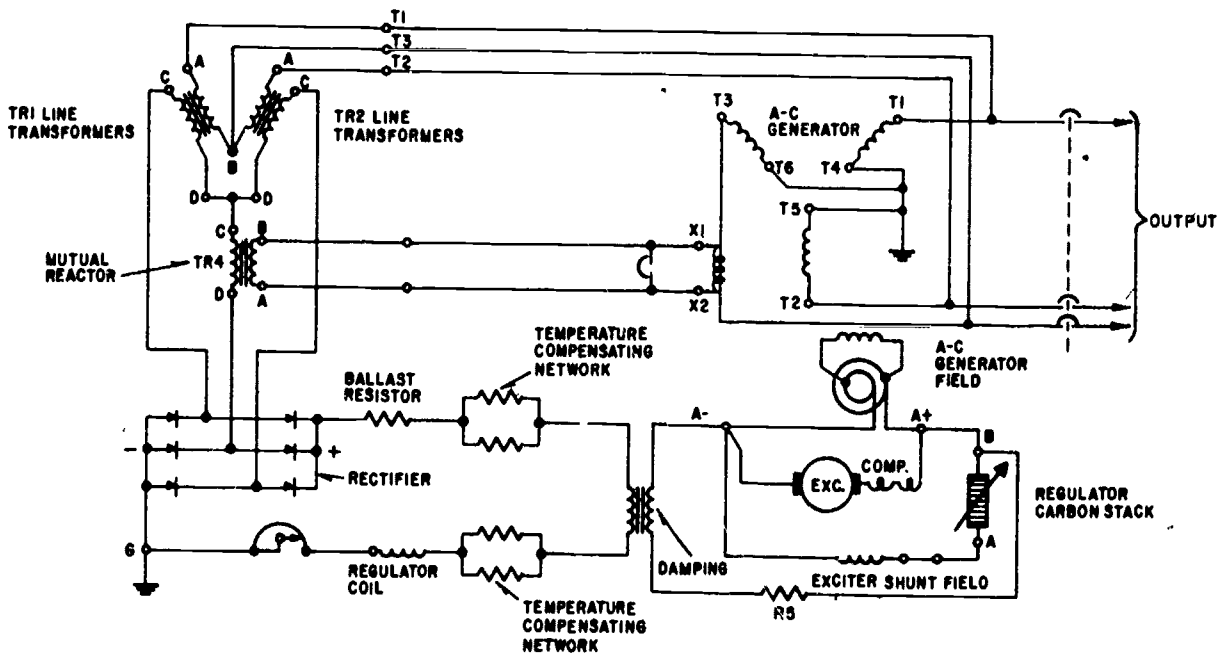 T1
T3
T2
A
A
C
C
TR1 LINE
TRANSFORMERS
TR2 LINE
TRANSFORMERS
B
D
D
C
B
MUTUAL
REACTOR
TR4
D
A
T3
A-C
GENERATOR
T1
T6
T4
T5
T2
X1
X2
OUTPUT
A-C
GENERATOR
FIELD
TEMPERATURE
COMPENSATING
NETWORK
BALLAST
RESISTOR
-
+
RECTIFIER
A-
A+
B
EXC.
COMP.
REGULATOR
CARBON STACK
A
G
REGULATOR
COIL
DAMPING
EXCITER SHUNT FIELD
R5
TEMPERATURE
COMPENSATING
NETWORK